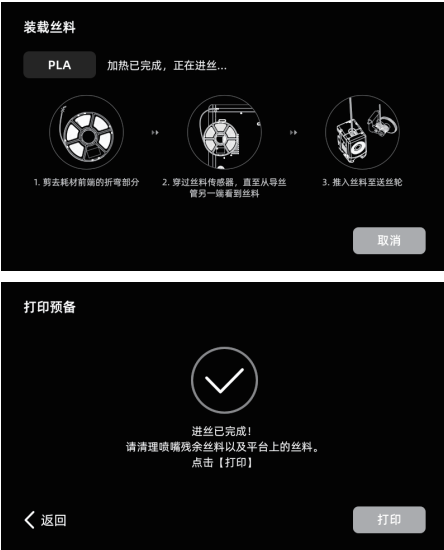 装载丝料
PLA
加热已完成，正在进丝...
1. 剪去耗材前端的折弯部分
2. 穿过丝料传感器，直至从导丝
管另一端看到丝料
3. 推入丝料至送丝轮
取消
打印预备
进丝已完成！
请清理喷嘴残余丝料以及平台上的丝料。
点击【打印】
返回
打印